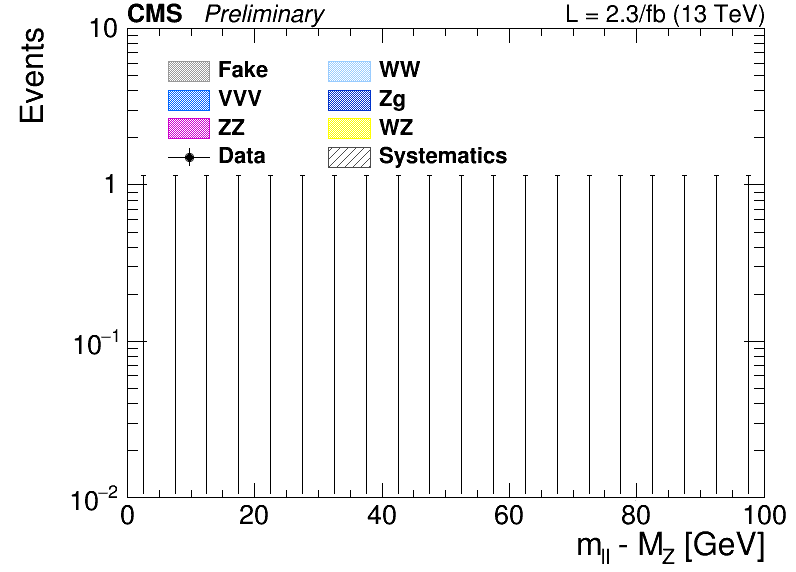 CMS Preliminary L = 2.3/fb (13 TeV)
Events
10
1
10⁻¹
10⁻²
Fake WW
VVV Zg
ZZ WZ
Data Systematics
0 20 40 60 80 100
m_ll - M_Z [GeV]